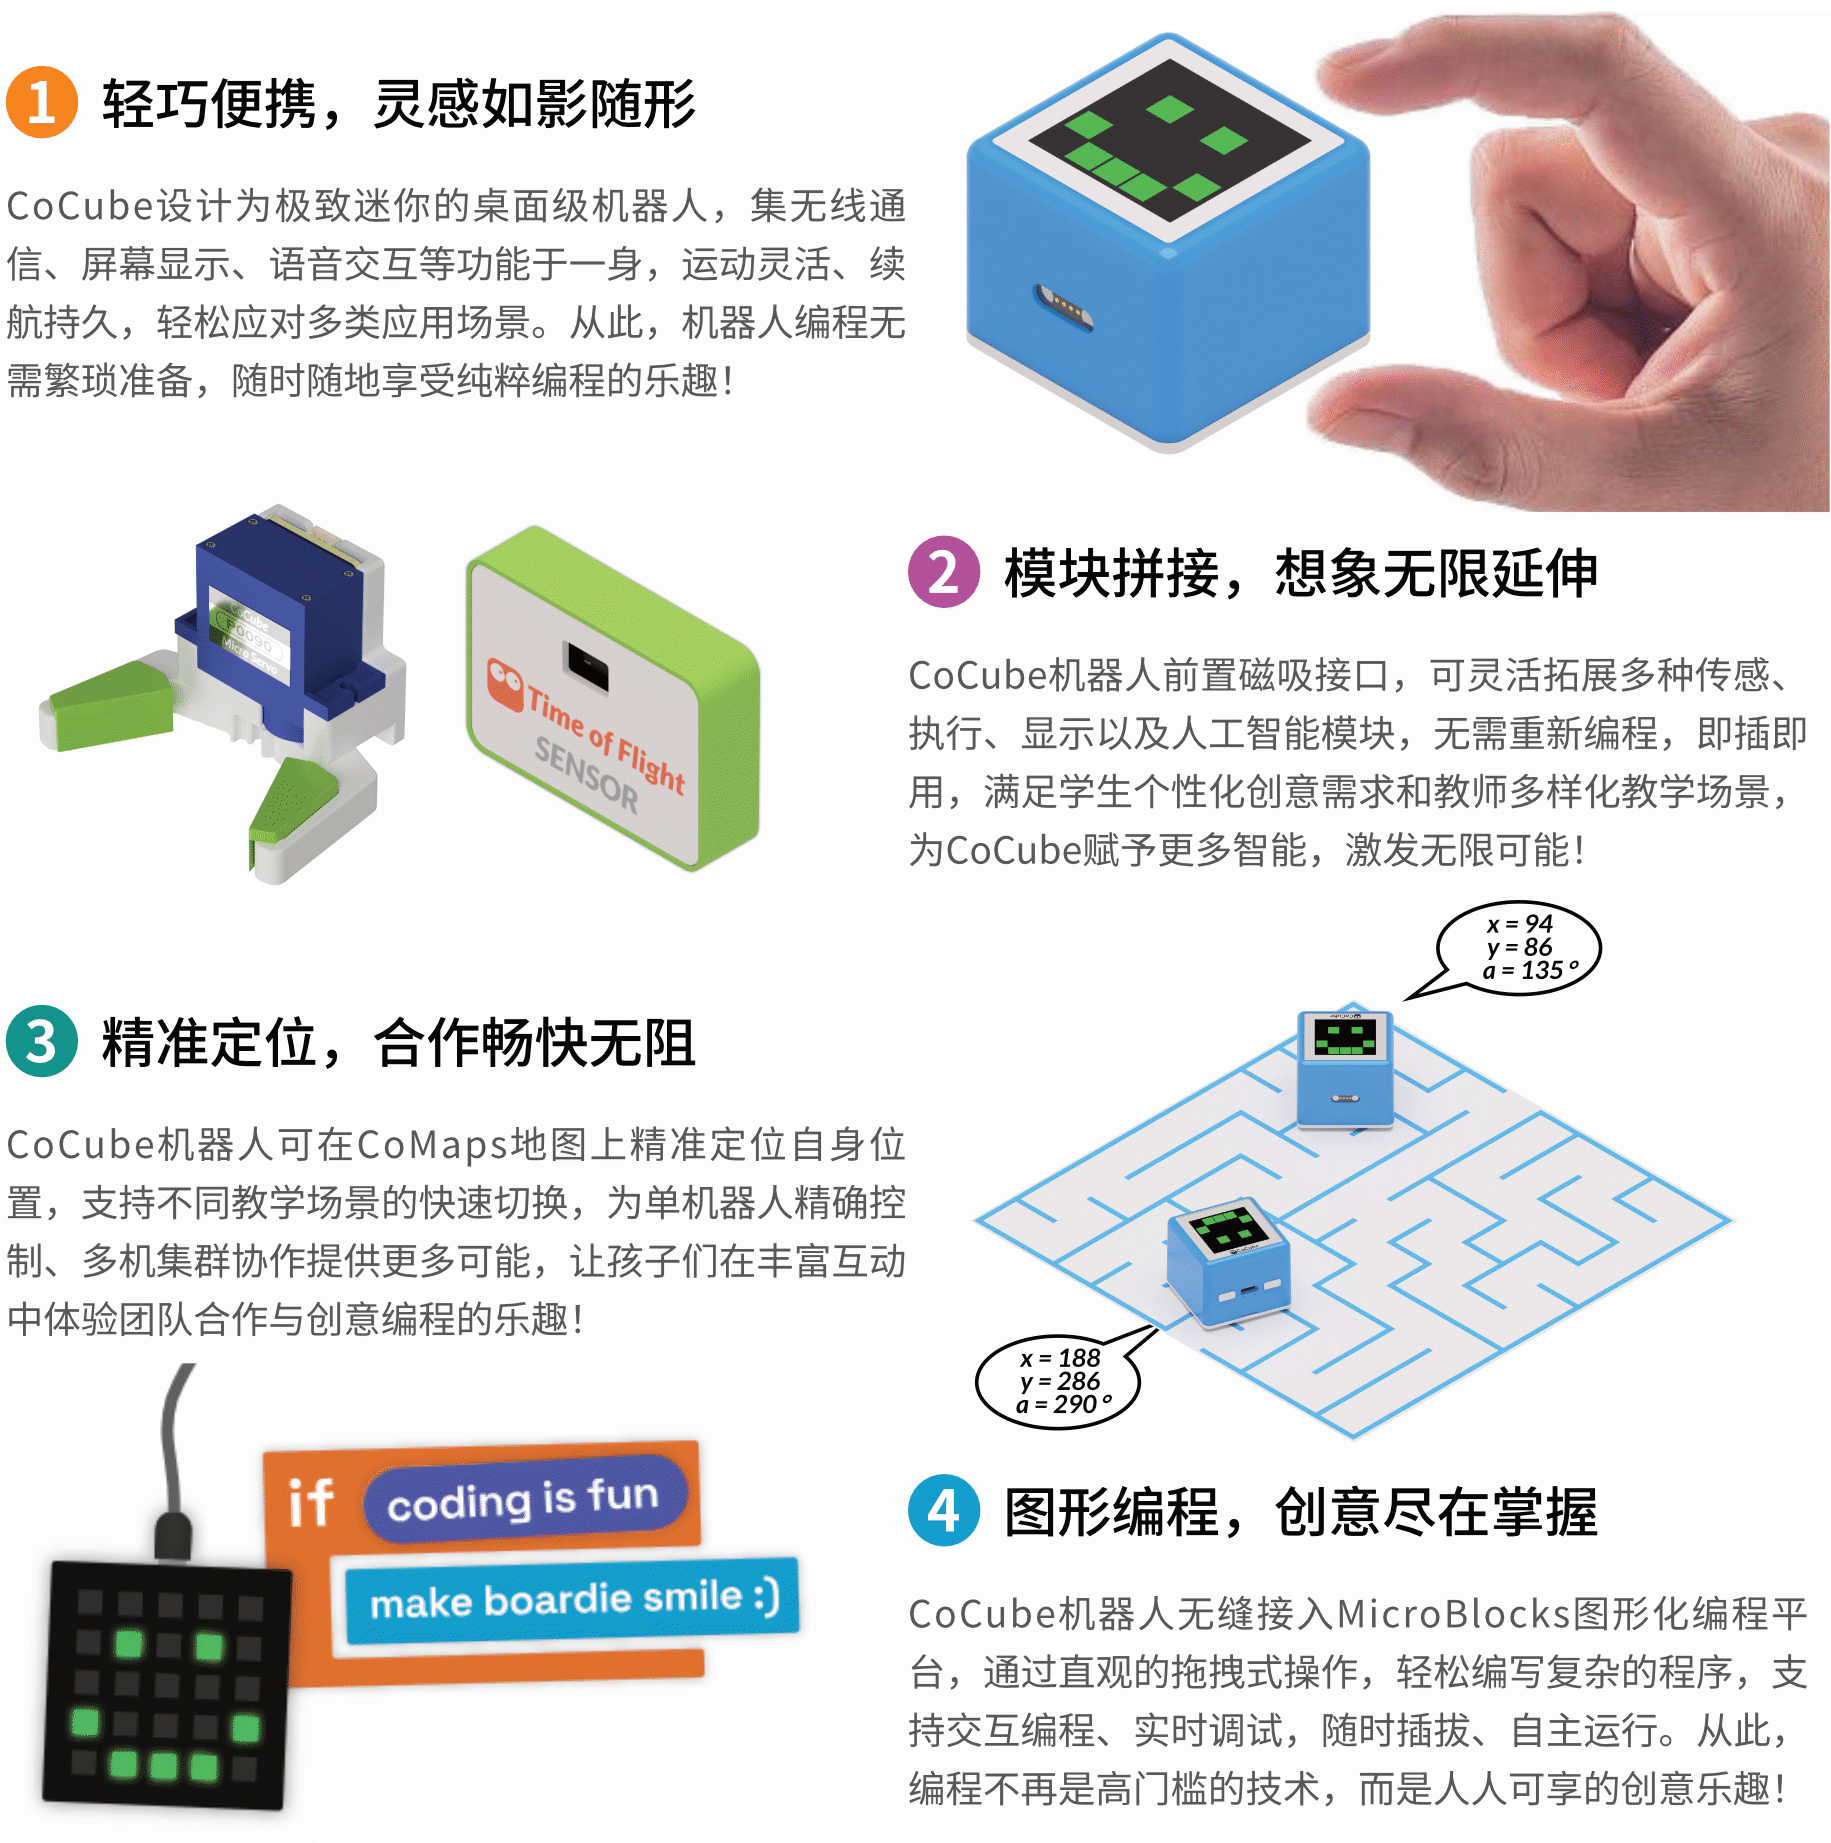 1 轻巧便携，灵感如影随形
CoCube设计为极致迷你的桌面级机器人，集无线通
信、屏幕显示、语音交互等功能于一身，运动灵活、续
航持久，轻松应对多类应用场景。从此，机器人编程无
需繁琐准备，随时随地享受纯粹编程的乐趣！
CoCube
P0090
Micro Servo
Time of Flight
SENSOR
2 模块拼接，想象无限延伸
CoCube机器人前置磁吸接口，可灵活拓展多种传感、
执行、显示以及人工智能模块，无需重新编程，即插即
用，满足学生个性化创意需求和教师多样化教学场景，
为CoCube赋予更多智能，激发无限可能！
3 精准定位，合作畅快无阻
CoCube机器人可在CoMaps地图上精准定位自身位
置，支持不同教学场景的快速切换，为单机器人精确控
制、多机集群协作提供更多可能，让孩子们在丰富互动
中体验团队合作与创意编程的乐趣！
x = 94
y = 86
a = 135°
CoCube
CoCube
x = 188
y = 286
a = 290°
if coding is fun
make boardie smile :)
4 图形编程，创意尽在掌握
CoCube机器人无缝接入MicroBlocks图形化编程平
台，通过直观的拖拽式操作，轻松编写复杂的程序，支
持交互编程、实时调试，随时插拔、自主运行。从此，
编程不再是高门槛的技术，而是人人可享的创意乐趣！